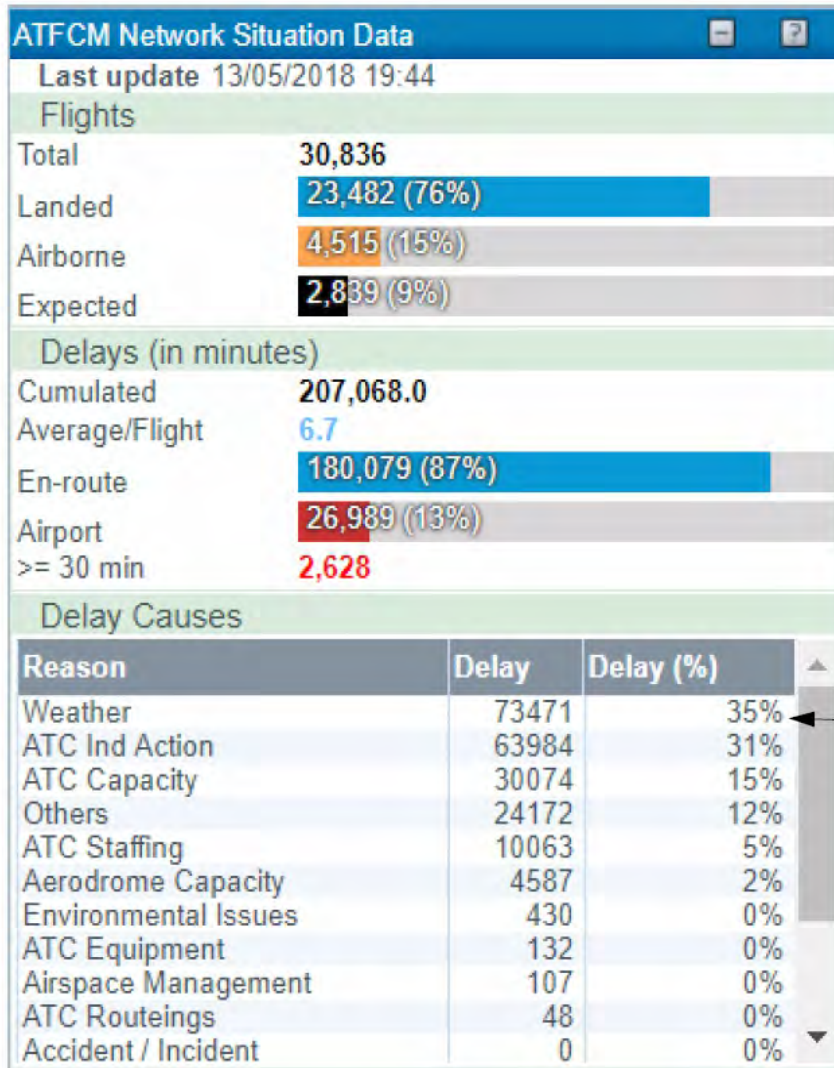 ATFCM Network Situation Data
Last update 13/05/2018 19:44
Flights
Total 30,836
Landed 23,482 (76%)
Airborne 4,515 (15%)
Expected 2,839 (9%)
Delays (in minutes)
Cumulated 207,068.0
Average/Flight 6.7
En-route 180,079 (87%)
Airport 26,989 (13%)
>= 30 min 2,628
Delay Causes
Reason Delay Delay (%)
Weather 73471 35%
ATC Ind Action 63984 31%
ATC Capacity 30074 15%
Others 24172 12%
ATC Staffing 10063 5%
Aerodrome Capacity 4587 2%
Environmental Issues 430 0%
ATC Equipment 132 0%
Airspace Management 107 0%
ATC Routeings 48 0%
Accident / Incident 0 0%